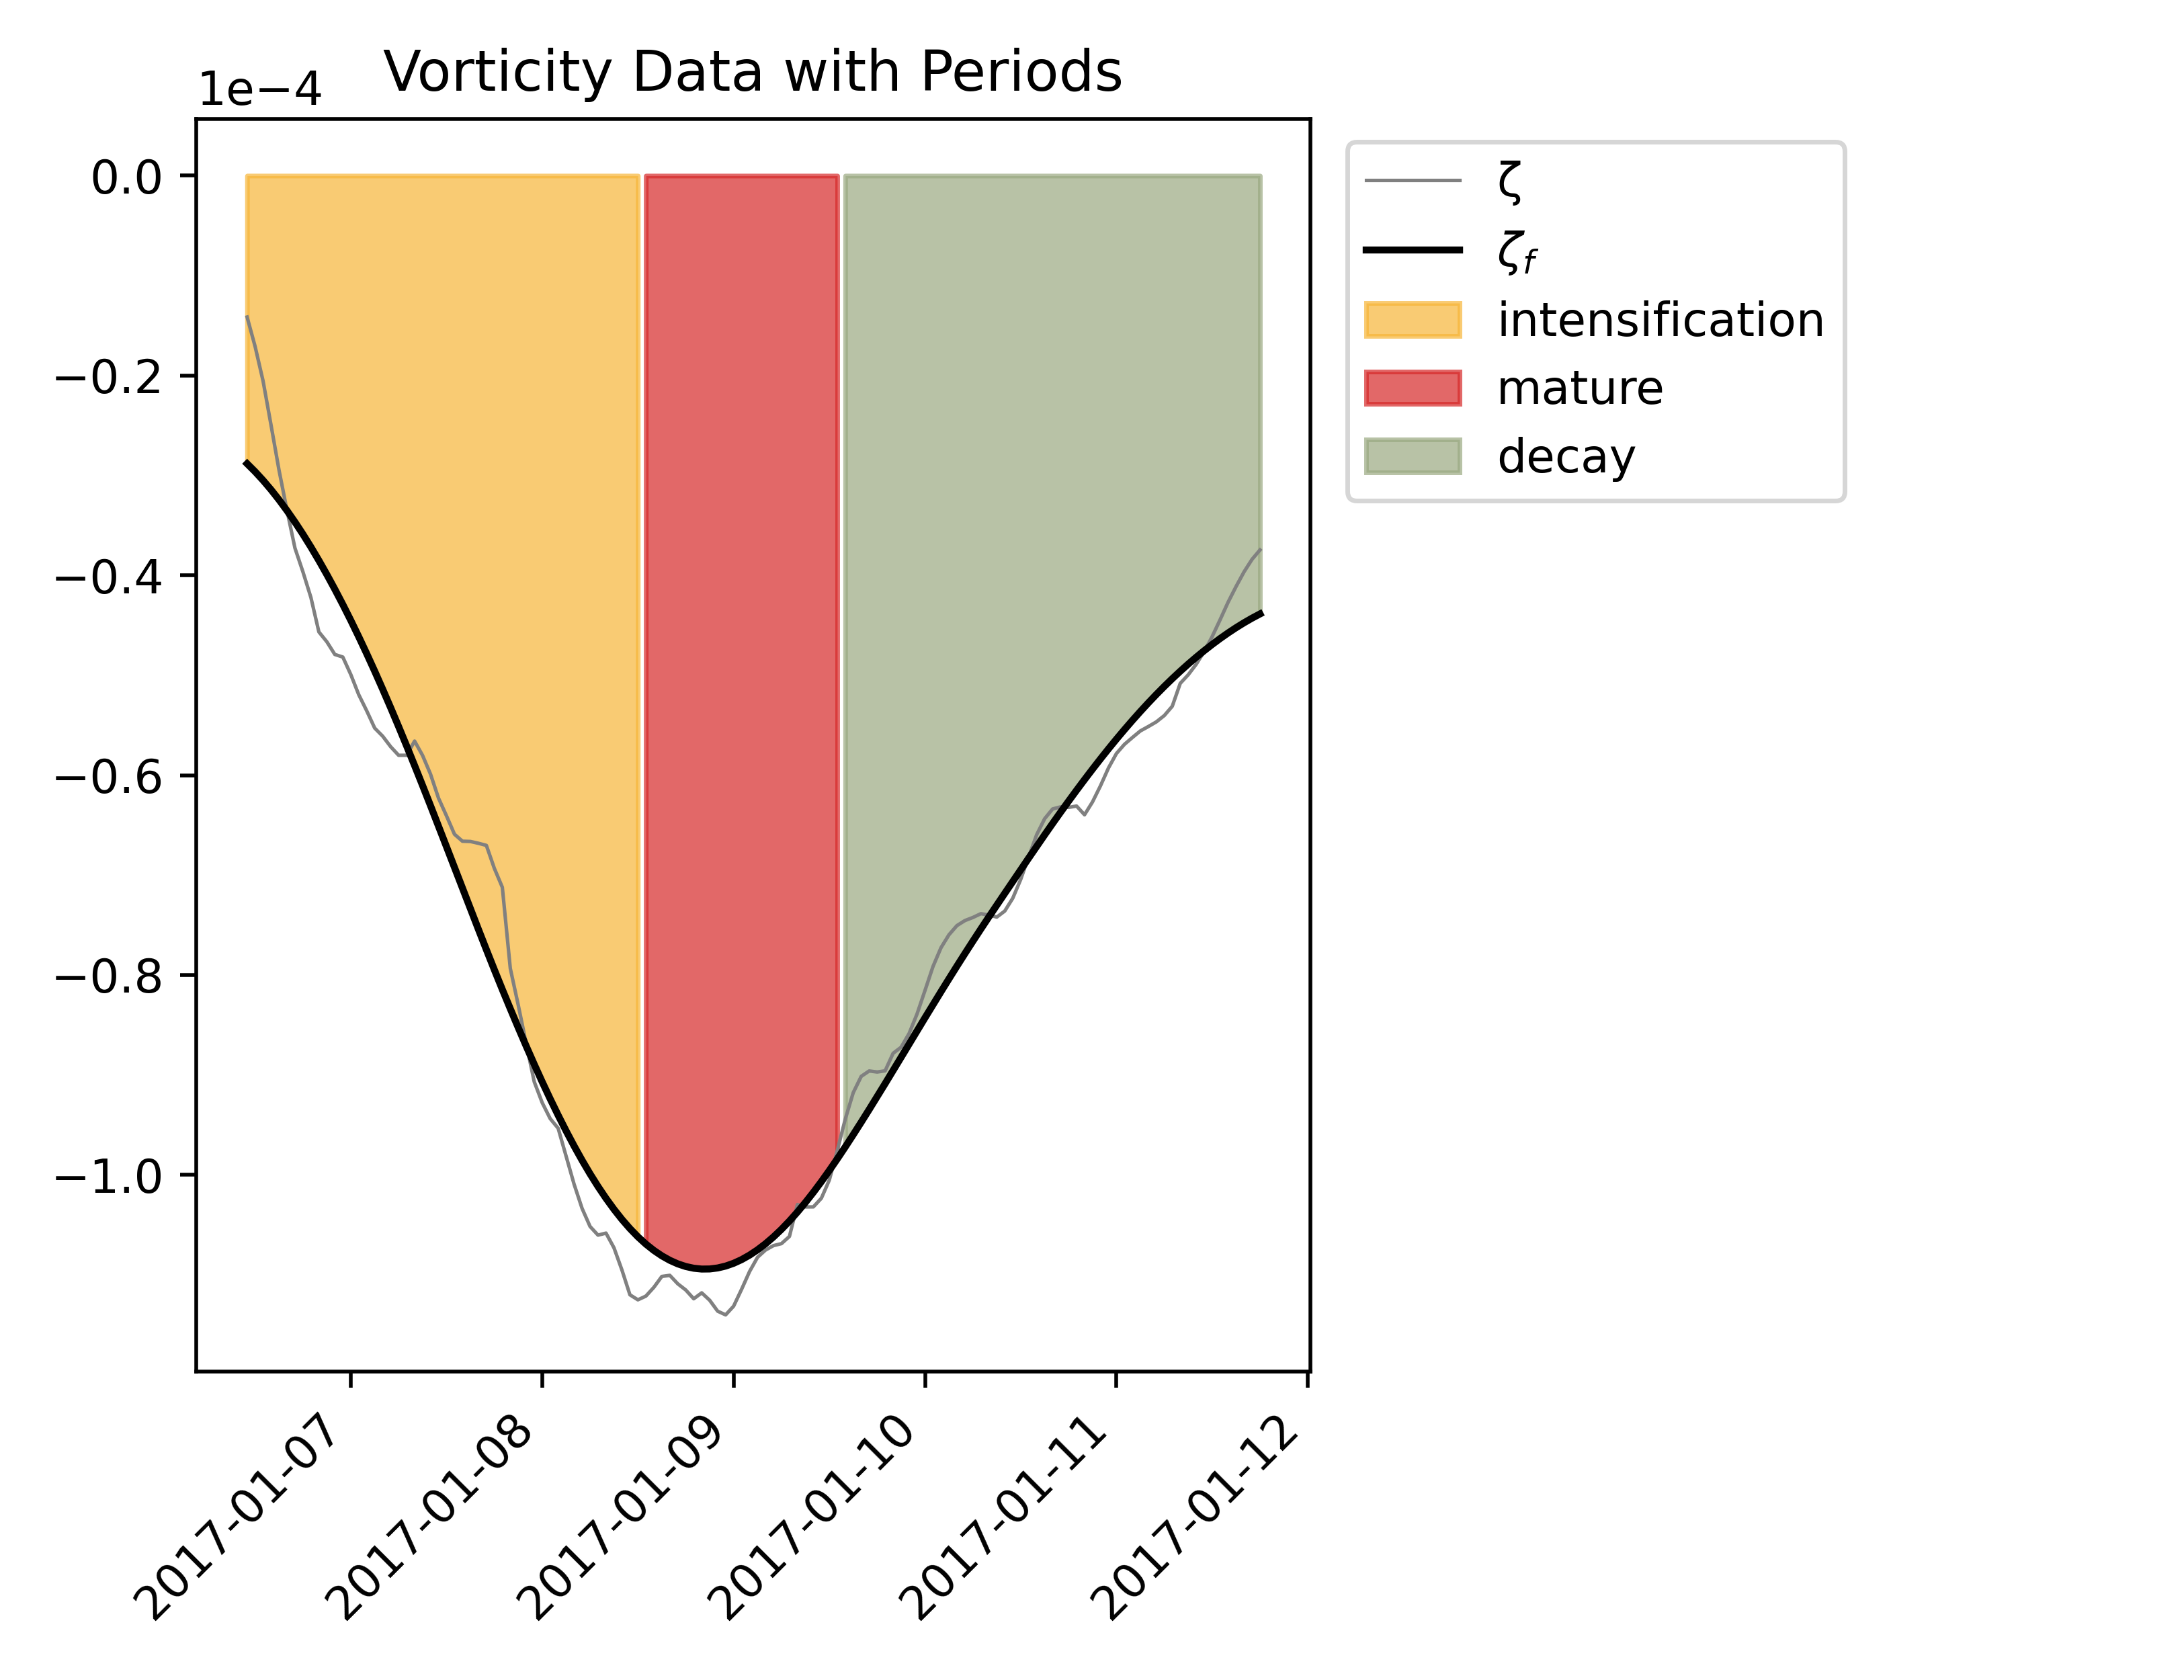 Vorticity Data with Periods
1e−4
0.0
−0.2
−0.4
−0.6
−0.8
−1.0
2017-01-07
2017-01-08
2017-01-09
2017-01-10
2017-01-11
2017-01-12
ζ
ζf
intensification
mature
decay